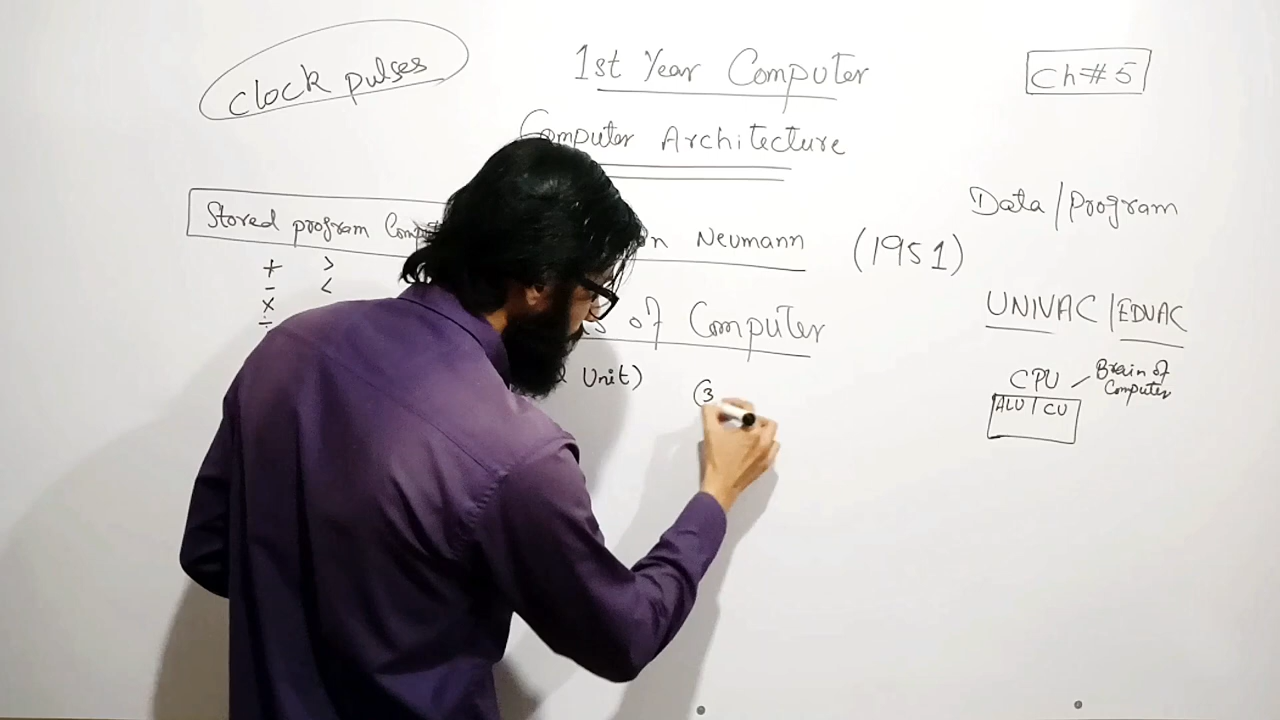 clock pulses
1st Year Computer
Ch # 5
Computer Architecture
Data / Program
Stored program
n Neumann (1951)
+ >
- <
×
÷
of Computer
UNIVAC / EDVAC
Unit)
(3
CPU
Brain of
Computer
ALU / CU